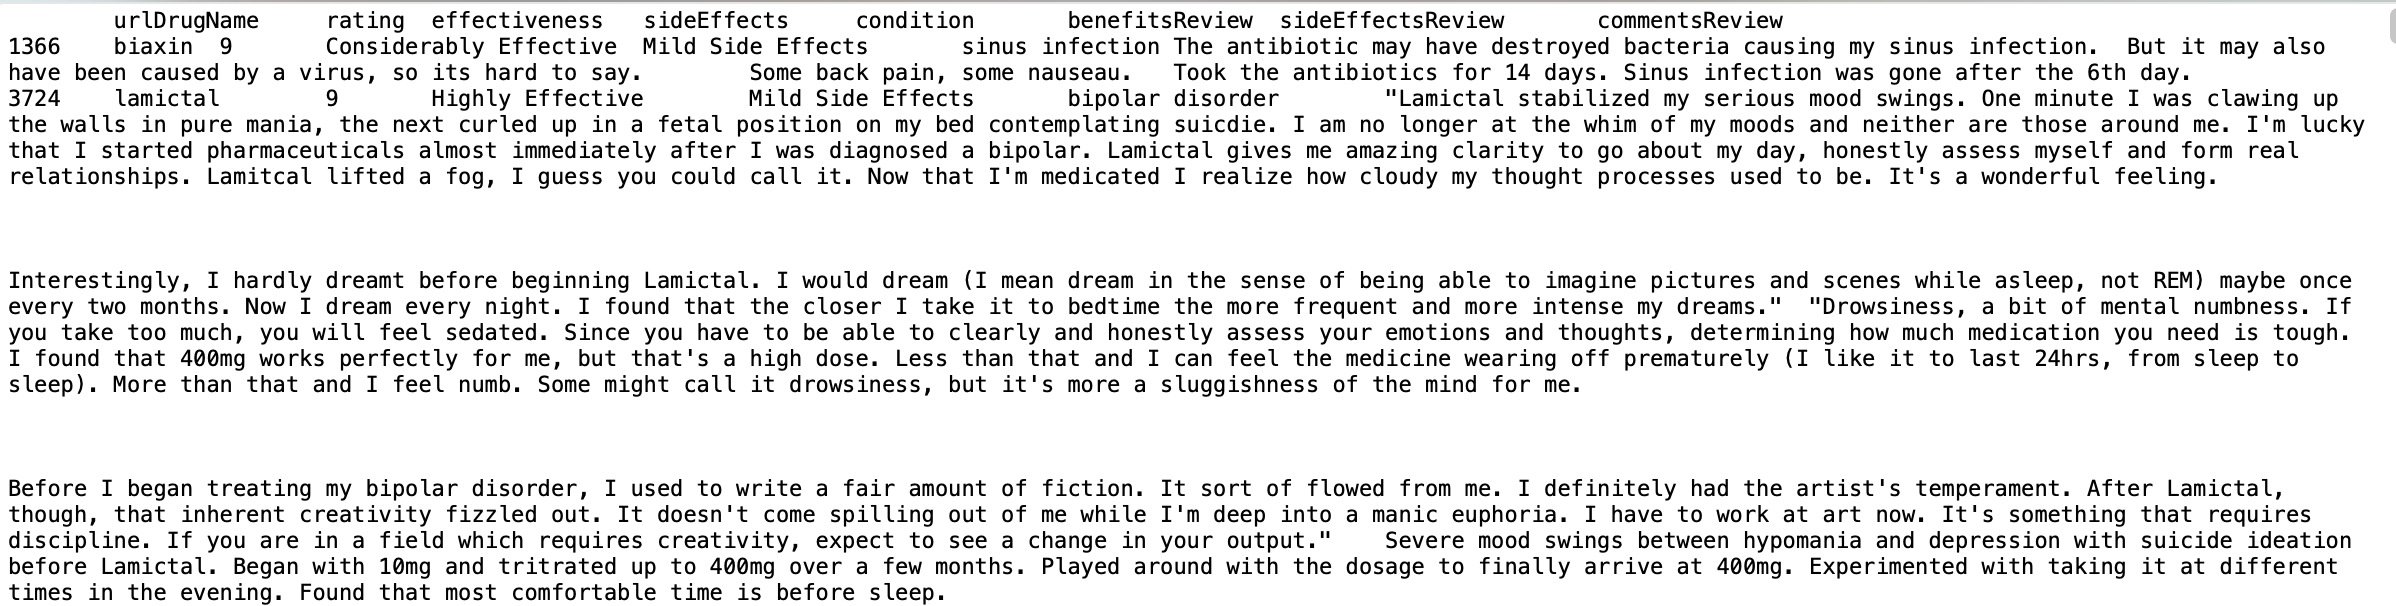 urlDrugName rating effectiveness sideEffects condition benefitsReview sideEffectsReview commentsReview
1366 biaxin 9 Considerably Effective Mild Side Effects sinus infection The antibiotic may have destroyed bacteria causing my sinus infection. But it may also
have been caused by a virus, so its hard to say. Some back pain, some nauseau. Took the antibiotics for 14 days. Sinus infection was gone after the 6th day.
3724 lamictal 9 Highly Effective Mild Side Effects bipolar disorder "Lamictal stabilized my serious mood swings. One minute I was clawing up
the walls in pure mania, the next curled up in a fetal position on my bed contemplating suicdie. I am no longer at the whim of my moods and neither are those around me. I'm lucky
that I started pharmaceuticals almost immediately after I was diagnosed a bipolar. Lamictal gives me amazing clarity to go about my day, honestly assess myself and form real
relationships. Lamitcal lifted a fog, I guess you could call it. Now that I'm medicated I realize how cloudy my thought processes used to be. It's a wonderful feeling.
Interestingly, I hardly dreamt before beginning Lamictal. I would dream (I mean dream in the sense of being able to imagine pictures and scenes while asleep, not REM) maybe once
every two months. Now I dream every night. I found that the closer I take it to bedtime the more frequent and more intense my dreams." "Drowsiness, a bit of mental numbness. If
you take too much, you will feel sedated. Since you have to be able to clearly and honestly assess your emotions and thoughts, determining how much medication you need is tough.
I found that 400mg works perfectly for me, but that's a high dose. Less than that and I can feel the medicine wearing off prematurely (I like it to last 24hrs, from sleep to
sleep). More than that and I feel numb. Some might call it drowsiness, but it's more a sluggishness of the mind for me.
Before I began treating my bipolar disorder, I used to write a fair amount of fiction. It sort of flowed from me. I definitely had the artist's temperament. After Lamictal,
though, that inherent creativity fizzled out. It doesn't come spilling out of me while I'm deep into a manic euphoria. I have to work at art now. It's something that requires
discipline. If you are in a field which requires creativity, expect to see a change in your output." Severe mood swings between hypomania and depression with suicide ideation
before Lamictal. Began with 10mg and tritrated up to 400mg over a few months. Played around with the dosage to finally arrive at 400mg. Experimented with taking it at different
times in the evening. Found that most comfortable time is before sleep.